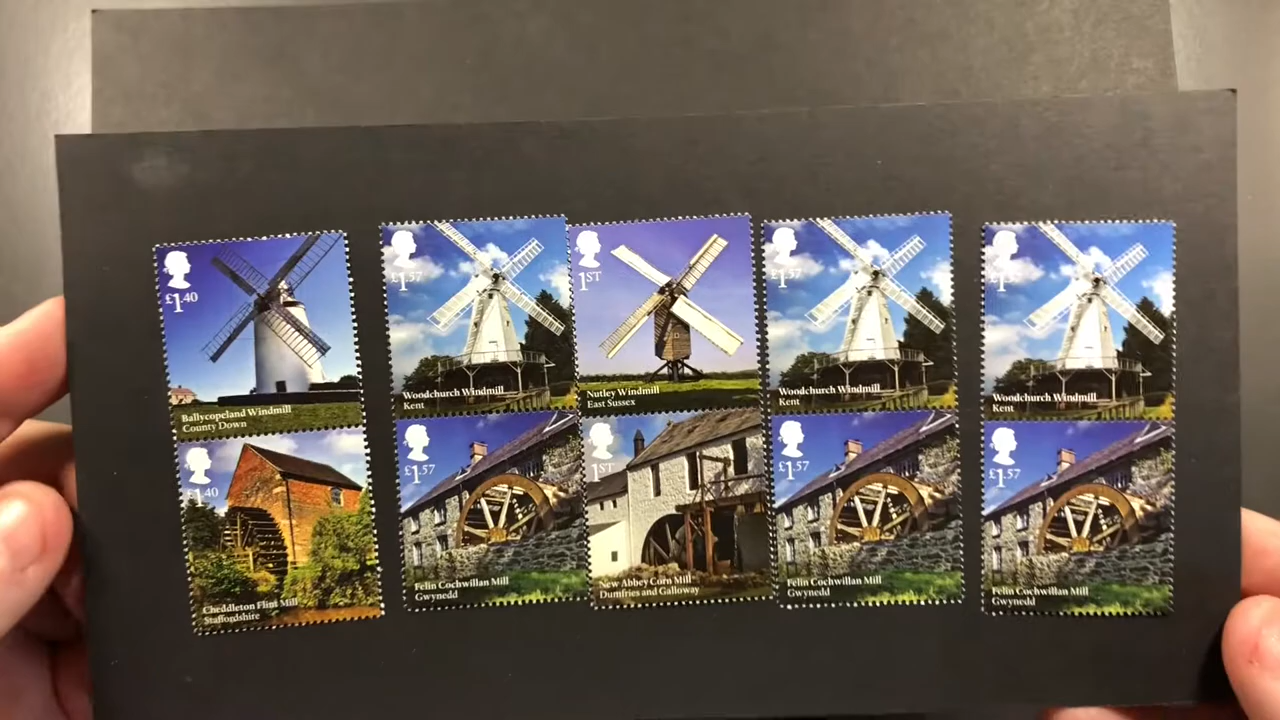 £1.40
Ballycopeland Windmill
County Down
£1.57
Woodchurch Windmill
Kent
1ST
Nutley Windmill
East Sussex
£1.57
Woodchurch Windmill
Kent
Woodchurch Windmill
Kent
£1.40
Cheddleton Flint Mill
Staffordshire
£1.57
Felin Cochwillan Mill
Gwynedd
1ST
New Abbey Corn Mill
Dumfries and Galloway
£1.57
Felin Cochwillan Mill
Gwynedd
£1.57
Felin Cochwillan Mill
Gwynedd